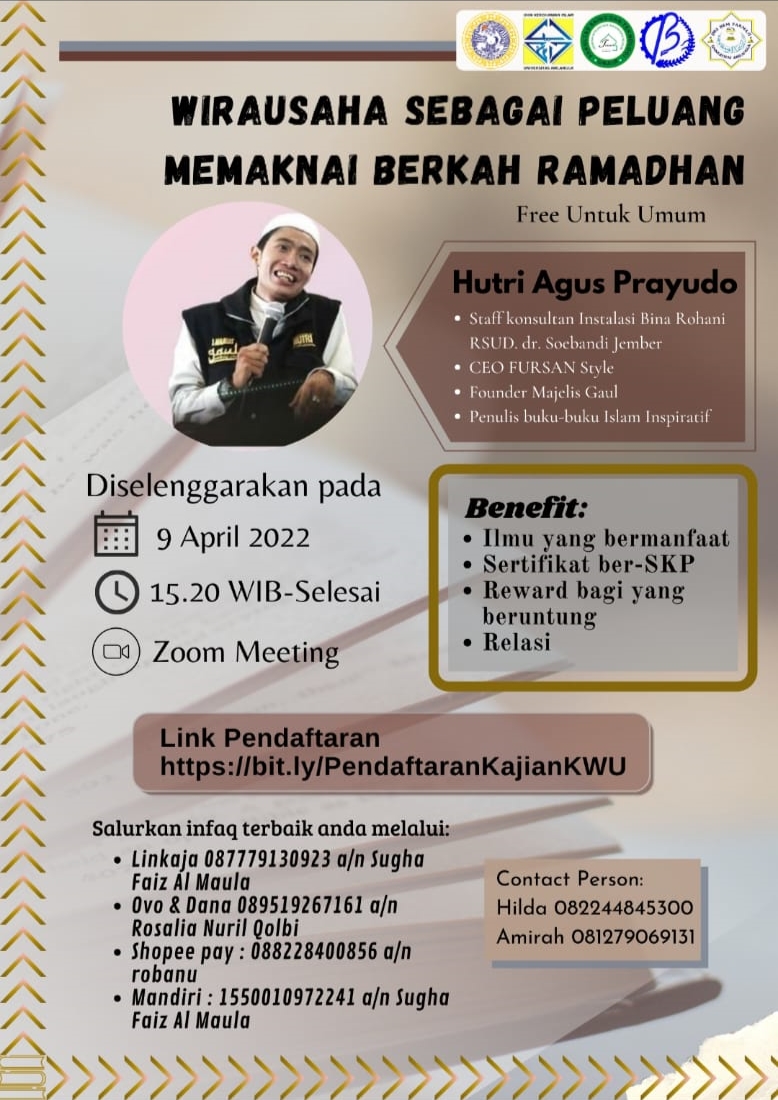 WIRAUSAHA SEBAGAI PELUANG
MEMAKNAI BERKAH RAMADHAN
Free Untuk Umum
Hutri Agus Prayudo
• Staff konsultan Instalasi Bina Rohani
RSUD. dr. Soebandi Jember
• CEO FURSAN Style
• Founder Majelis Gaul
• Penulis buku-buku Islam Inspiratif
HUTRI
Diselenggarakan pada
9 April 2022
15.20 WIB-Selesai
Zoom Meeting
Benefit:
• Ilmu yang bermanfaat
• Sertifikat ber-SKP
• Reward bagi yang
beruntung
• Relasi
Link Pendaftaran
https://bit.ly/PendaftaranKajianKWU
Salurkan infaq terbaik anda melalui:
• Linkaja 087779130923 a/n Sugha
Faiz Al Maula
• Ovo & Dana 089519267161 a/n
Rosalia Nuril Qolbi
• Shopee pay : 088228400856 a/n
robanu
• Mandiri : 1550010972241 a/n Sugha
Faiz Al Maula
Contact Person:
Hilda 082244845300
Amirah 081279069131